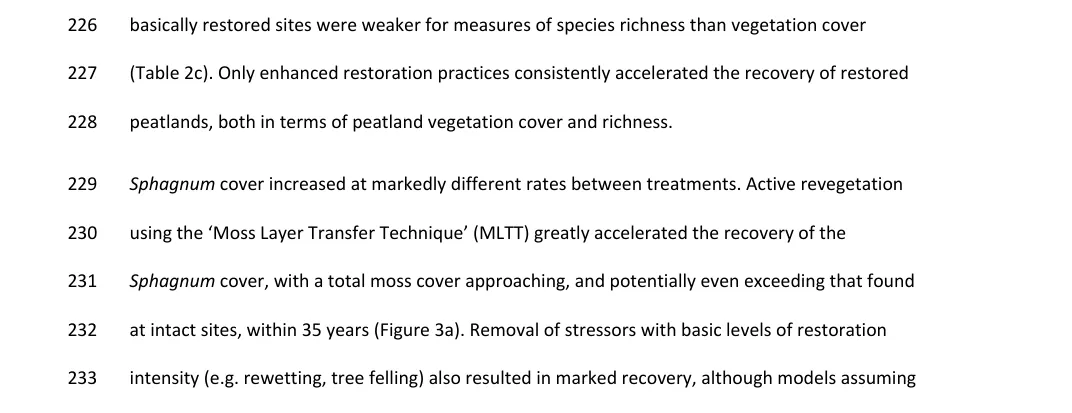 226 basically restored sites were weaker for measures of species richness than vegetation cover
227 (Table 2c). Only enhanced restoration practices consistently accelerated the recovery of restored
228 peatlands, both in terms of peatland vegetation cover and richness.
229 Sphagnum cover increased at markedly different rates between treatments. Active revegetation
230 using the ‘Moss Layer Transfer Technique’ (MLTT) greatly accelerated the recovery of the
231 Sphagnum cover, with a total moss cover approaching, and potentially even exceeding that found
232 at intact sites, within 35 years (Figure 3a). Removal of stressors with basic levels of restoration
233 intensity (e.g. rewetting, tree felling) also resulted in marked recovery, although models assuming